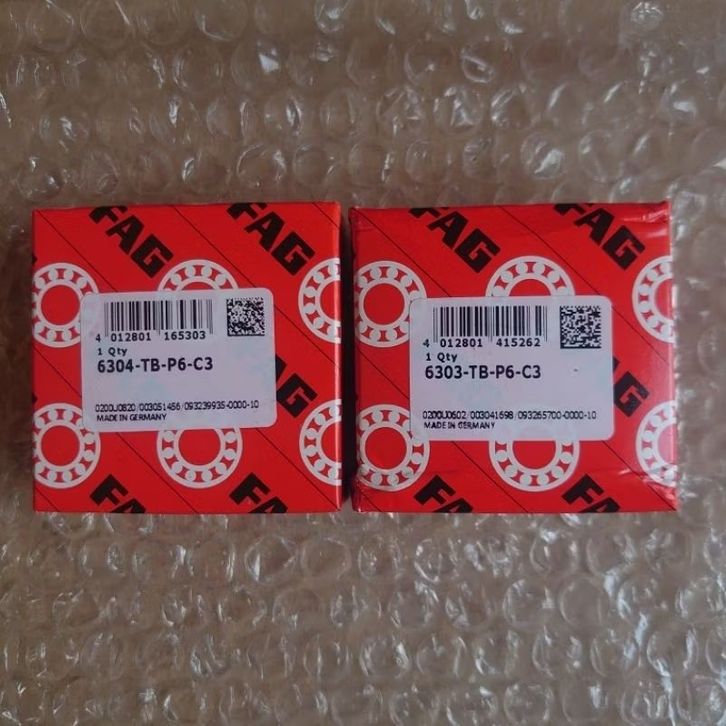 FAG
FAG
4 012801 165303
1 Qty
6304-TB-P6-C3
0200U0820/003051456/093239935-0000-10
MADE IN GERMANY
FAG
FAG
FAG
FAG
4 012801 415262
1 Qty
6303-TB-P6-C3
0200U0602/003041698/093265700-0000-10
MADE IN GERMANY
FAG
FAG